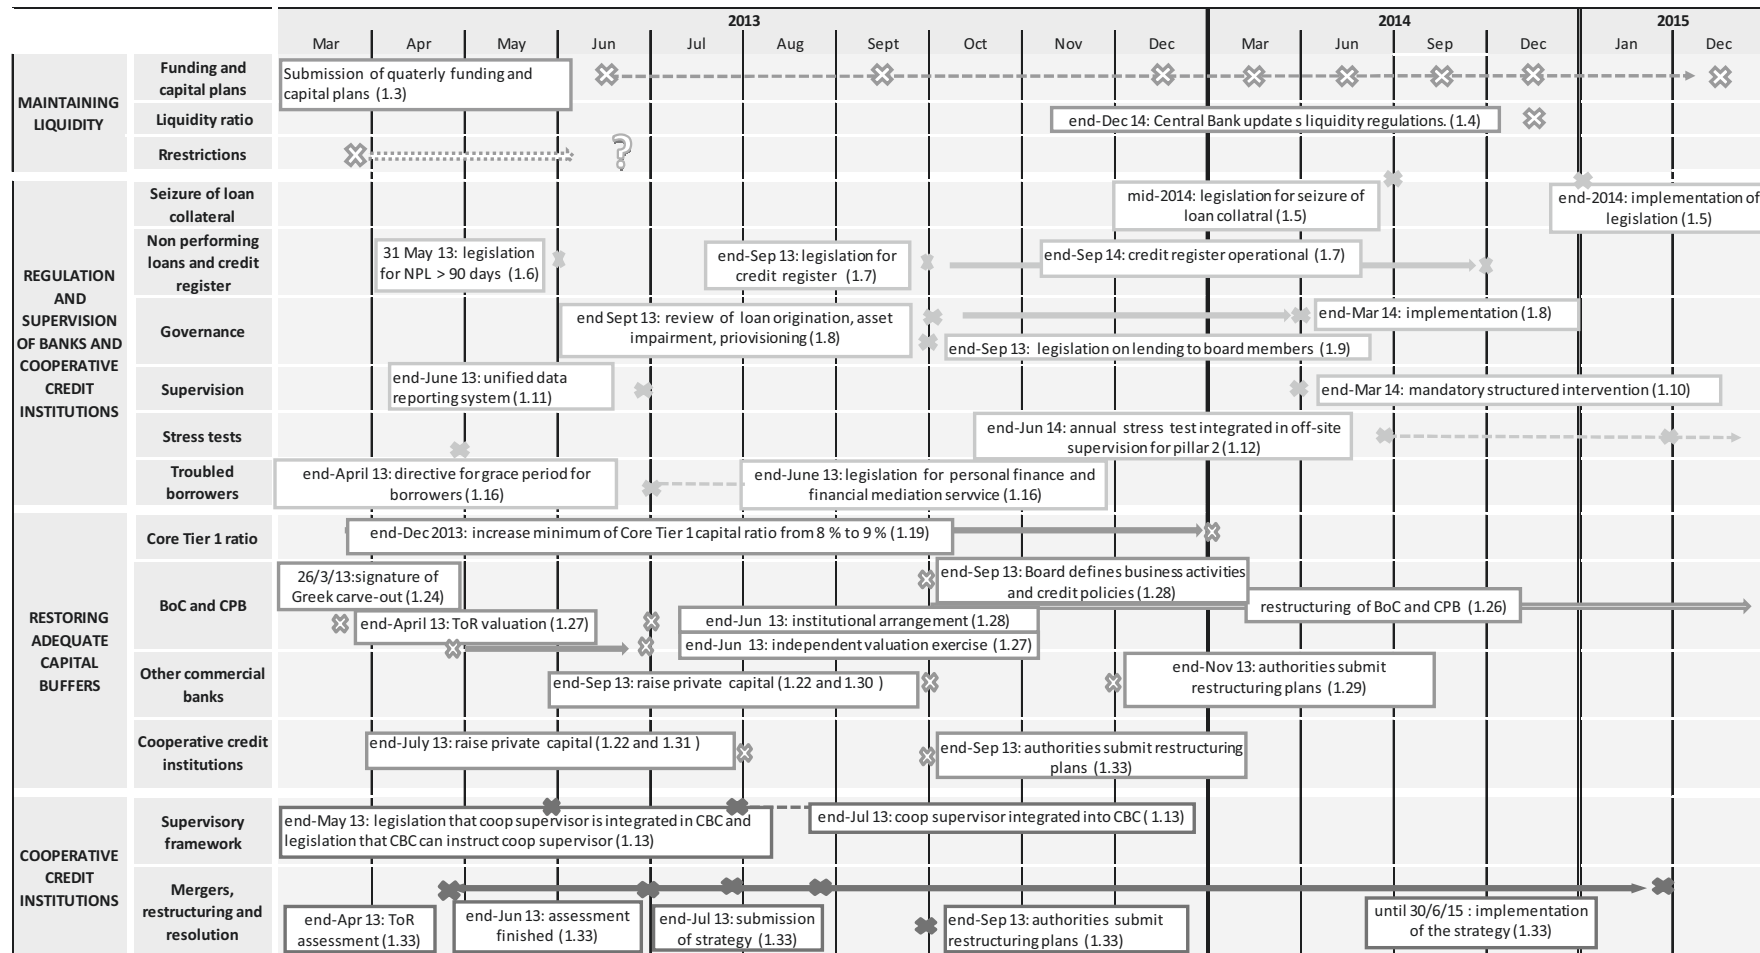 2013
2014
2015
Mar
Apr
May
Jun
Jul
Aug
Sept
Oct
Nov
Dec
Mar
Jun
Sep
Dec
Jan
Dec
MAINTAINING
LIQUIDITY
Funding and
capital plans
Submission of quaterly funding and
capital plans (1.3)
Liquidity ratio
end-Dec 14: Central Bank update s liquidity regulations. (1.4)
Rrestrictions
?
REGULATION
AND
SUPERVISION
OF BANKS AND
COOPERATIVE
CREDIT
INSTITUTIONS
Seizure of loan
collateral
mid-2014: legislation for seizure of
loan collatral (1.5)
end-2014: implementation of
legislation (1.5)
Non performing
loans and credit
register
31 May 13: legislation
for NPL > 90 days (1.6)
end-Sep 13: legislation for
credit register (1.7)
end-Sep 14: credit register operational (1.7)
Governance
end Sept 13: review of loan origination, asset
impairment, priovisioning (1.8)
end-Mar 14: implementation (1.8)
end-Sep 13: legislation on lending to board members (1.9)
Supervision
end-June 13: unified data
reporting system (1.11)
end-Mar 14: mandatory structured intervention (1.10)
Stress tests
end-Jun 14: annual stress test integrated in off-site
supervision for pillar 2 (1.12)
Troubled
borrowers
end-April 13: directive for grace period for
borrowers (1.16)
end-June 13: legislation for personal finance and
financial mediation servvice (1.16)
RESTORING
ADEQUATE
CAPITAL
BUFFERS
Core Tier 1 ratio
end-Dec 2013: increase minimum of Core Tier 1 capital ratio from 8 % to 9 % (1.19)
BoC and CPB
26/3/13:signature of
Greek carve-out (1.24)
end-April 13: ToR valuation (1.27)
end-Sep 13: Board defines business activities
and credit policies (1.28)
restructuring of BoC and CPB (1.26)
end-Jun 13: institutional arrangement (1.28)
end-Jun 13: independent valuation exercise (1.27)
Other commercial
banks
end-Sep 13: raise private capital (1.22 and 1.30 )
end-Nov 13: authorities submit
restructuring plans (1.29)
Cooperative credit
institutions
end-July 13: raise private capital (1.22 and 1.31 )
end-Sep 13: authorities submit restructuring
plans (1.33)
COOPERATIVE
CREDIT
INSTITUTIONS
Supervisory
framework
end-May 13: legislation that coop supervisor is integrated in CBC and
legislation that CBC can instruct coop supervisor (1.13)
end-Jul 13: coop supervisor integrated into CBC ( 1.13)
Mergers,
restructuring and
resolution
end-Apr 13: ToR
assessment (1.33)
end-Jun 13: assessment
finished (1.33)
end-Jul 13: submission
of strategy (1.33)
end-Sep 13: authorities submit
restructuring plans (1.33)
until 30/6/15 : implementation
of the strategy (1.33)